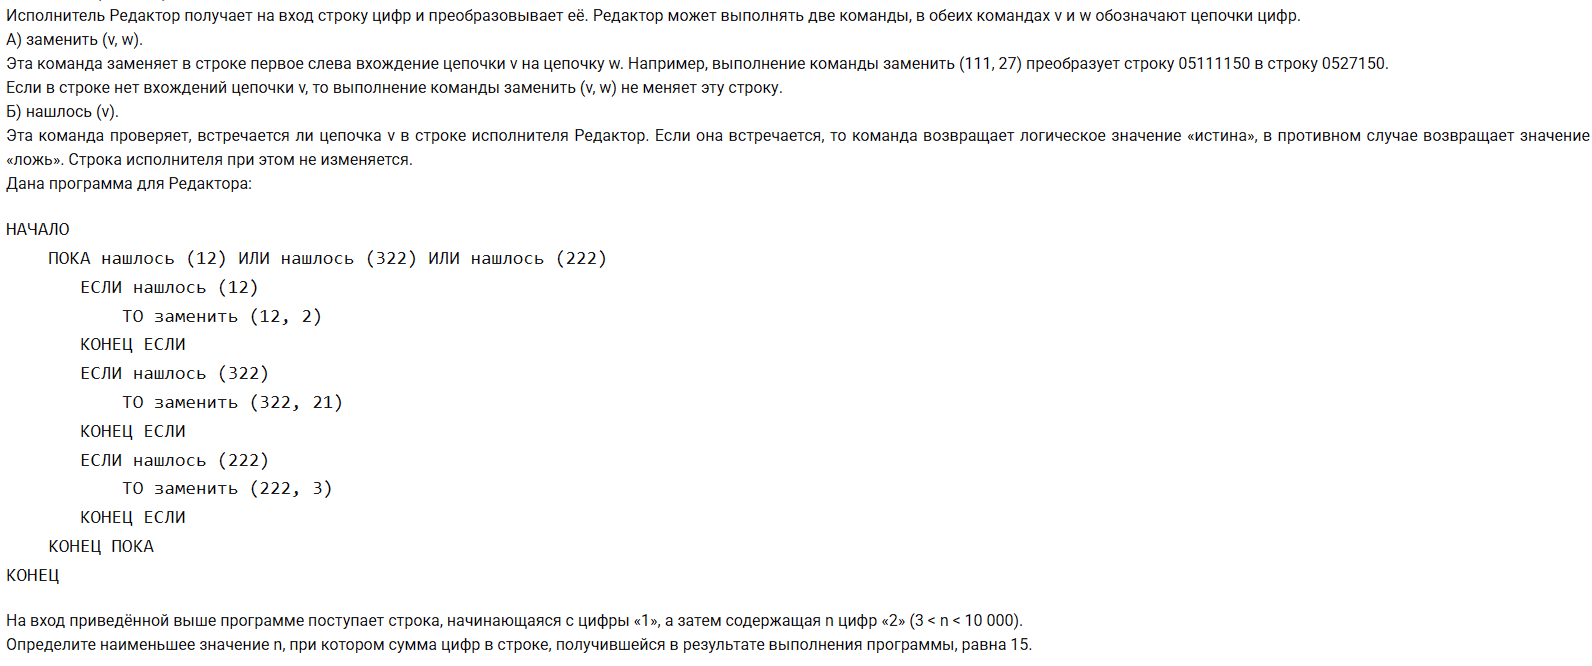 Исполнитель Редактор получает на вход строку цифр и преобразовывает её. Редактор может выполнять две команды, в обеих командах v и w обозначают цепочки цифр.
А) заменить (v, w).
Эта команда заменяет в строке первое слева вхождение цепочки v на цепочку w. Например, выполнение команды заменить (111, 27) преобразует строку 05111150 в строку 0527150.
Если в строке нет вхождений цепочки v, то выполнение команды заменить (v, w) не меняет эту строку.
Б) нашлось (v).
Эта команда проверяет, встречается ли цепочка v в строке исполнителя Редактор. Если она встречается, то команда возвращает логическое значение «истина», в противном случае возвращает значение
«ложь». Строка исполнителя при этом не изменяется.
Дана программа для Редактора:
НАЧАЛО
ПОКА нашлось (12) ИЛИ нашлось (322) ИЛИ нашлось (222)
ЕСЛИ нашлось (12)
ТО заменить (12, 2)
КОНЕЦ ЕСЛИ
ЕСЛИ нашлось (322)
ТО заменить (322, 21)
КОНЕЦ ЕСЛИ
ЕСЛИ нашлось (222)
ТО заменить (222, 3)
КОНЕЦ ЕСЛИ
КОНЕЦ ПОКА
КОНЕЦ
На вход приведённой выше программе поступает строка, начинающаяся с цифры «1», а затем содержащая n цифр «2» (3 < n < 10 000).
Определите наименьшее значение n, при котором сумма цифр в строке, получившейся в результате выполнения программы, равна 15.